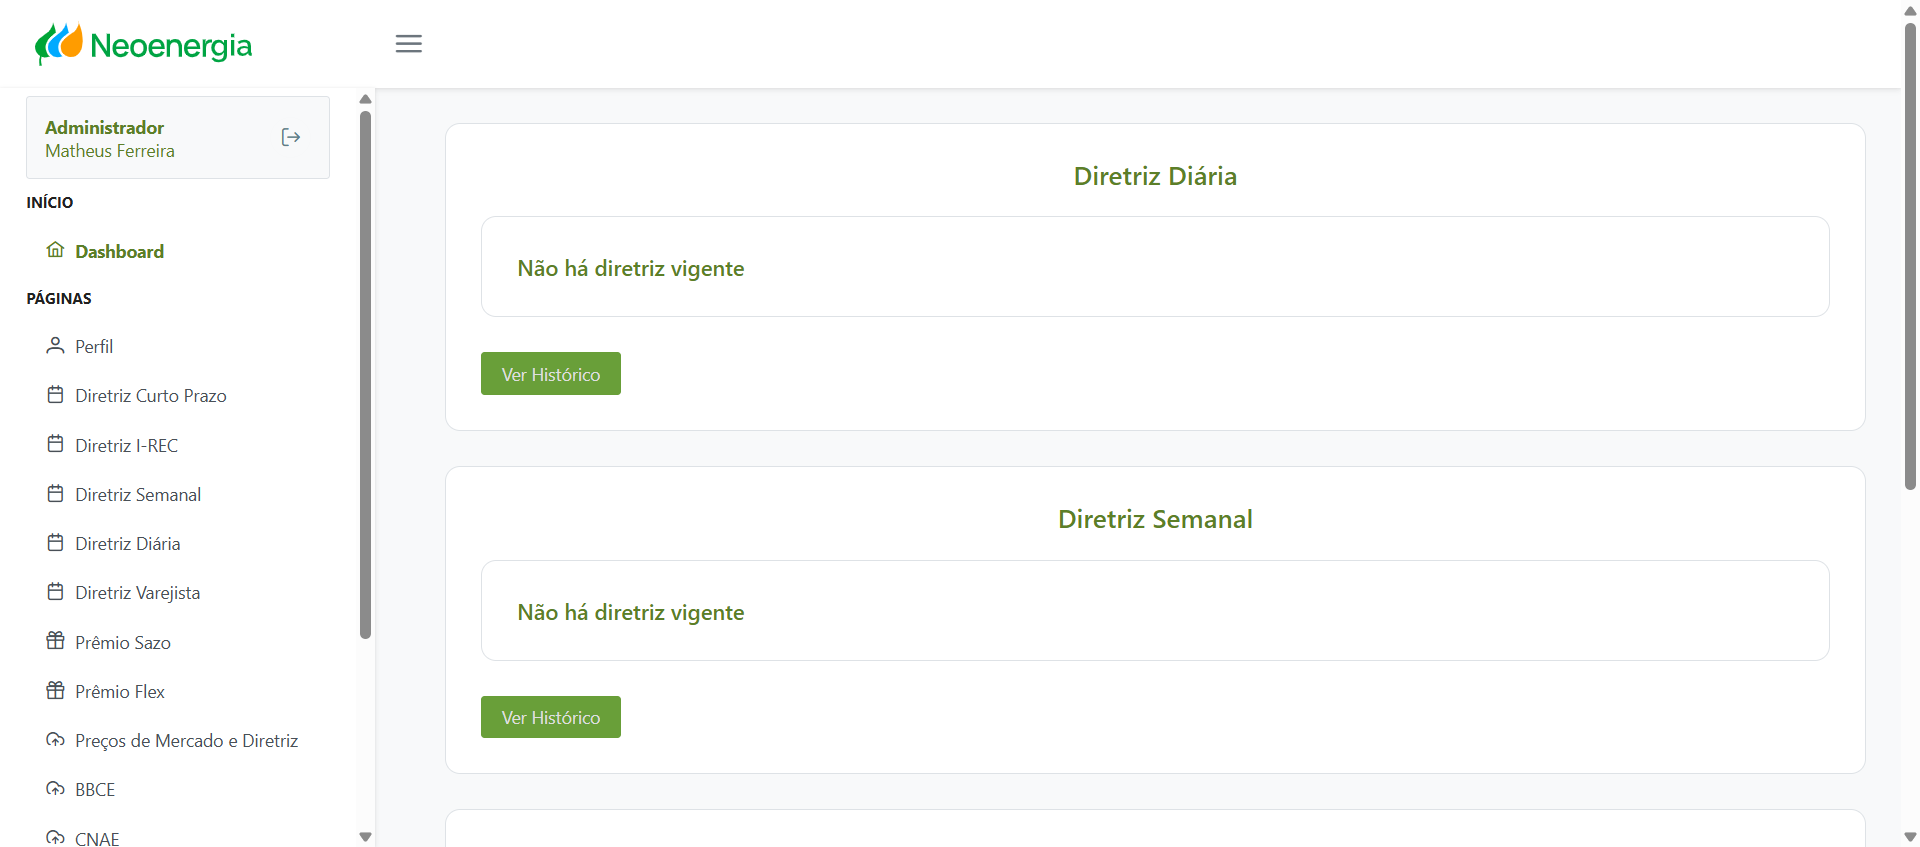 Neoenergia
Administrador
Matheus Ferreira
INÍCIO
Dashboard
PÁGINAS
Perfil
Diretriz Curto Prazo
Diretriz I-REC
Diretriz Semanal
Diretriz Diária
Diretriz Varejista
Prêmio Sazo
Prêmio Flex
Preços de Mercado e Diretriz
BBCE
CNAE
Diretriz Diária
Não há diretriz vigente
Ver Histórico
Diretriz Semanal
Não há diretriz vigente
Ver Histórico